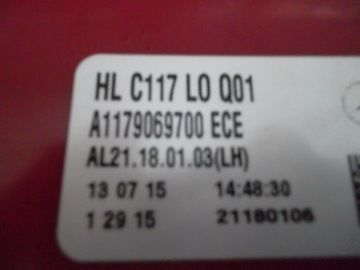 HL C117 LO Q01
A1179069700 ECE
AL21.18.01.03(LH)
13 07 15 14:48:30
1 29 15 21180106